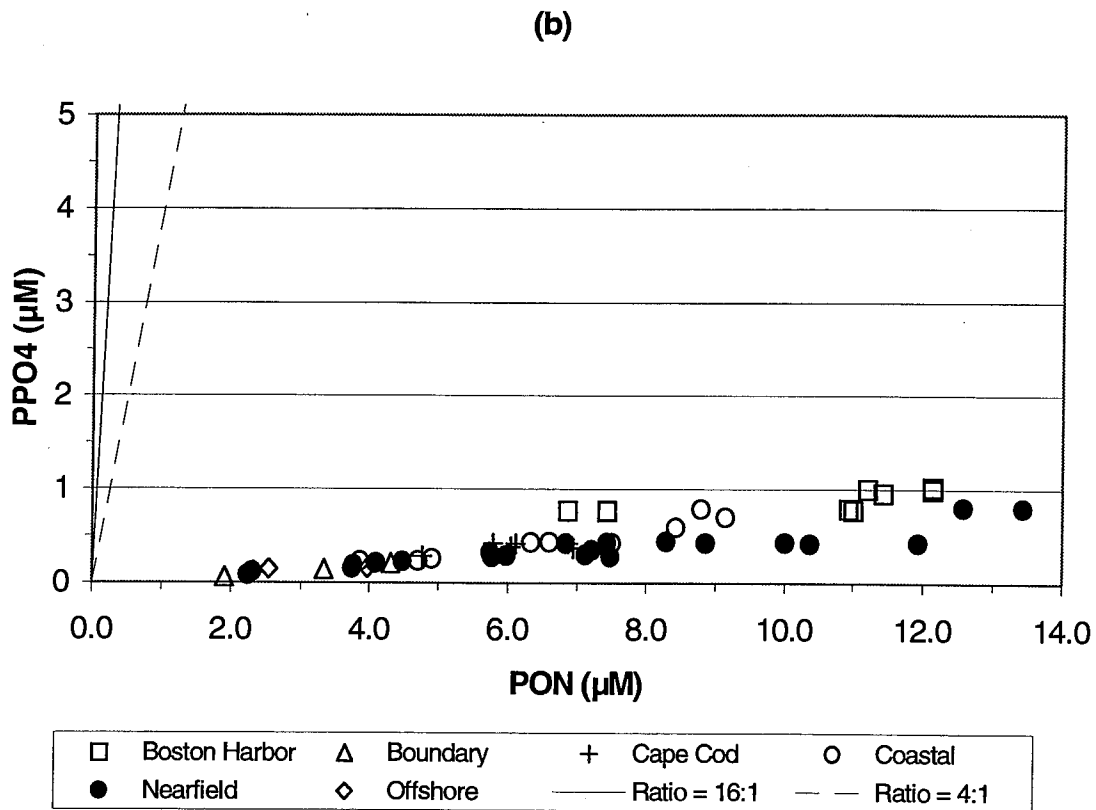 (b)
5
4
3
2
1
0
PPO4 (µM)
0.0 2.0 4.0 6.0 8.0 10.0 12.0 14.0
PON (µM)
Boston Harbor Boundary Cape Cod Coastal
Nearfield Offshore Ratio = 16:1 Ratio = 4:1